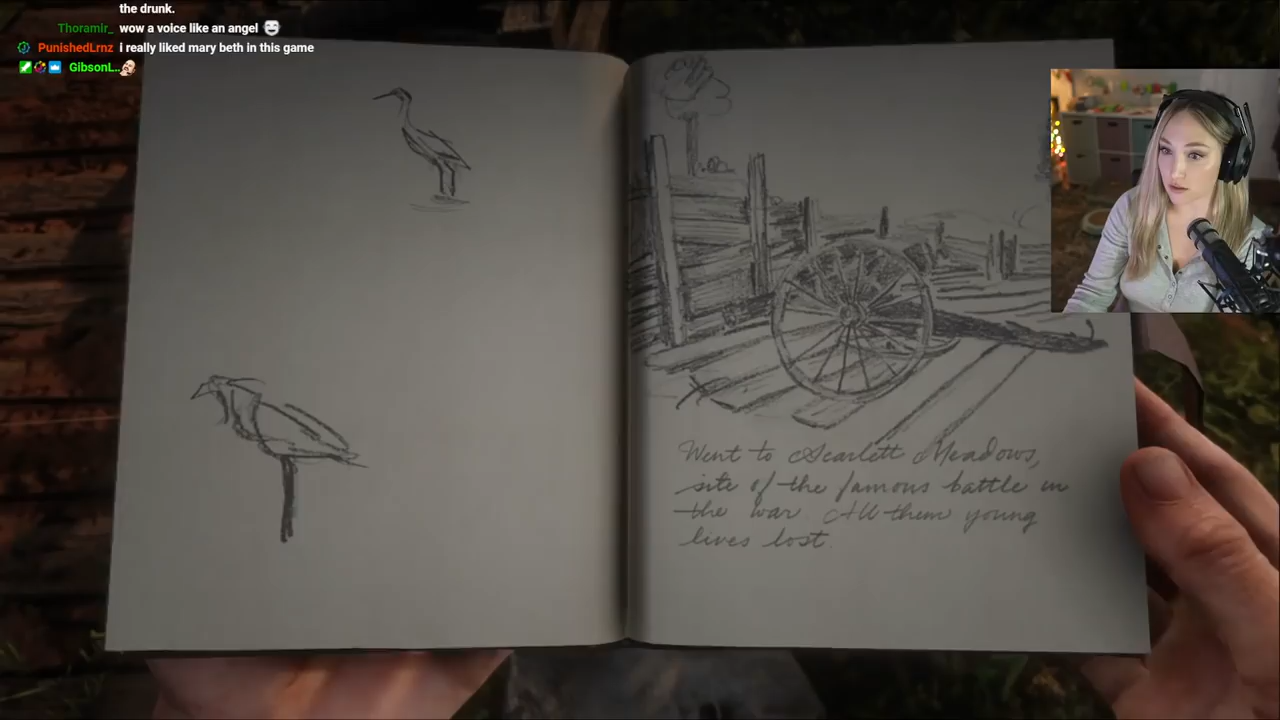 the drunk.
Thoramir_ wow a voice like an angel
PunishedLrnz i really liked mary beth in this game
GibsonL..
Went to Scarlett Meadows,
site of the famous battle in
the war All them young
lives lost.